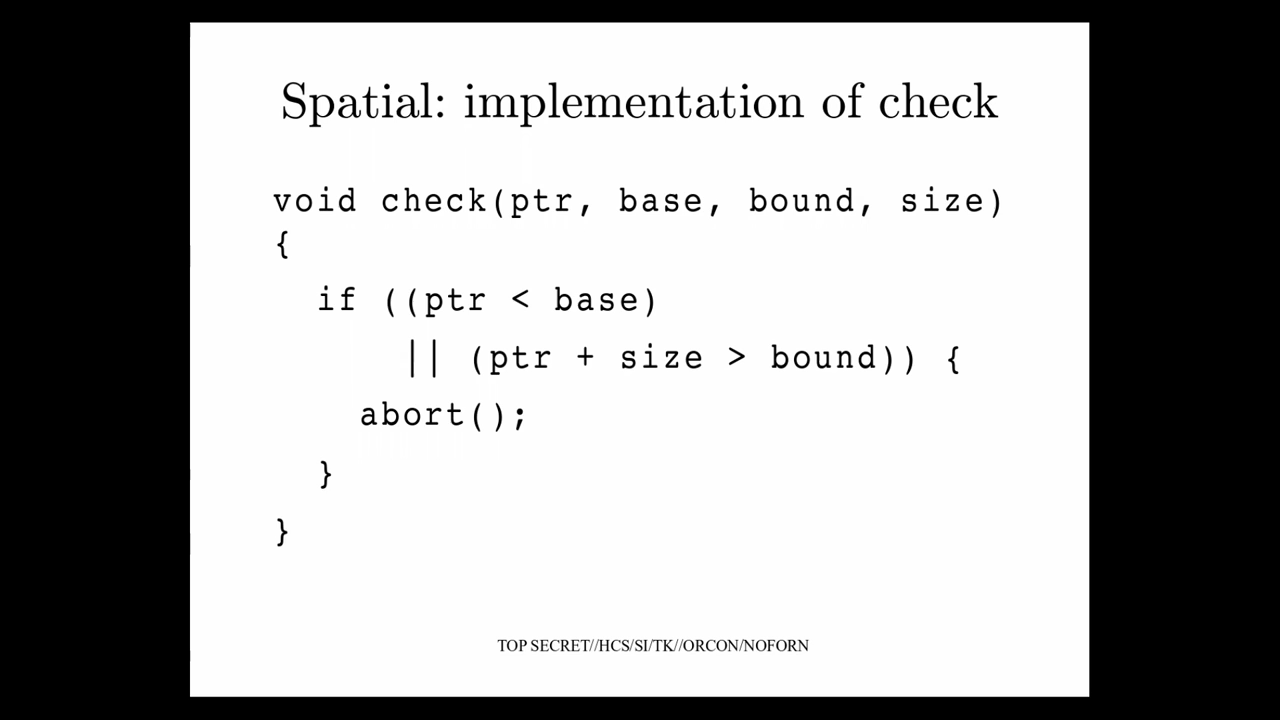 Spatial: implementation of check
void check(ptr, base, bound, size)
{
if ((ptr < base)
|| (ptr + size > bound)) {
abort();
}
}
TOP SECRET//HCS/SI/TK//ORCON/NOFORN